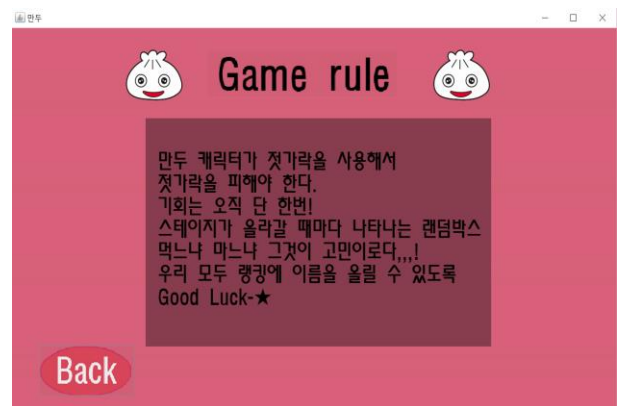 만두
Game rule
만두 캐릭터가 젓가락을 사용해서
젓가락을 피해야 한다.
기회는 오직 단 한번!
스테이지가 올라갈 때마다 나타나는 랜덤박스
먹느냐 마느냐 그것이 고민이로다,,,!
우리 모두 랭킹에 이름을 올릴 수 있도록
Good Luck-★
Back